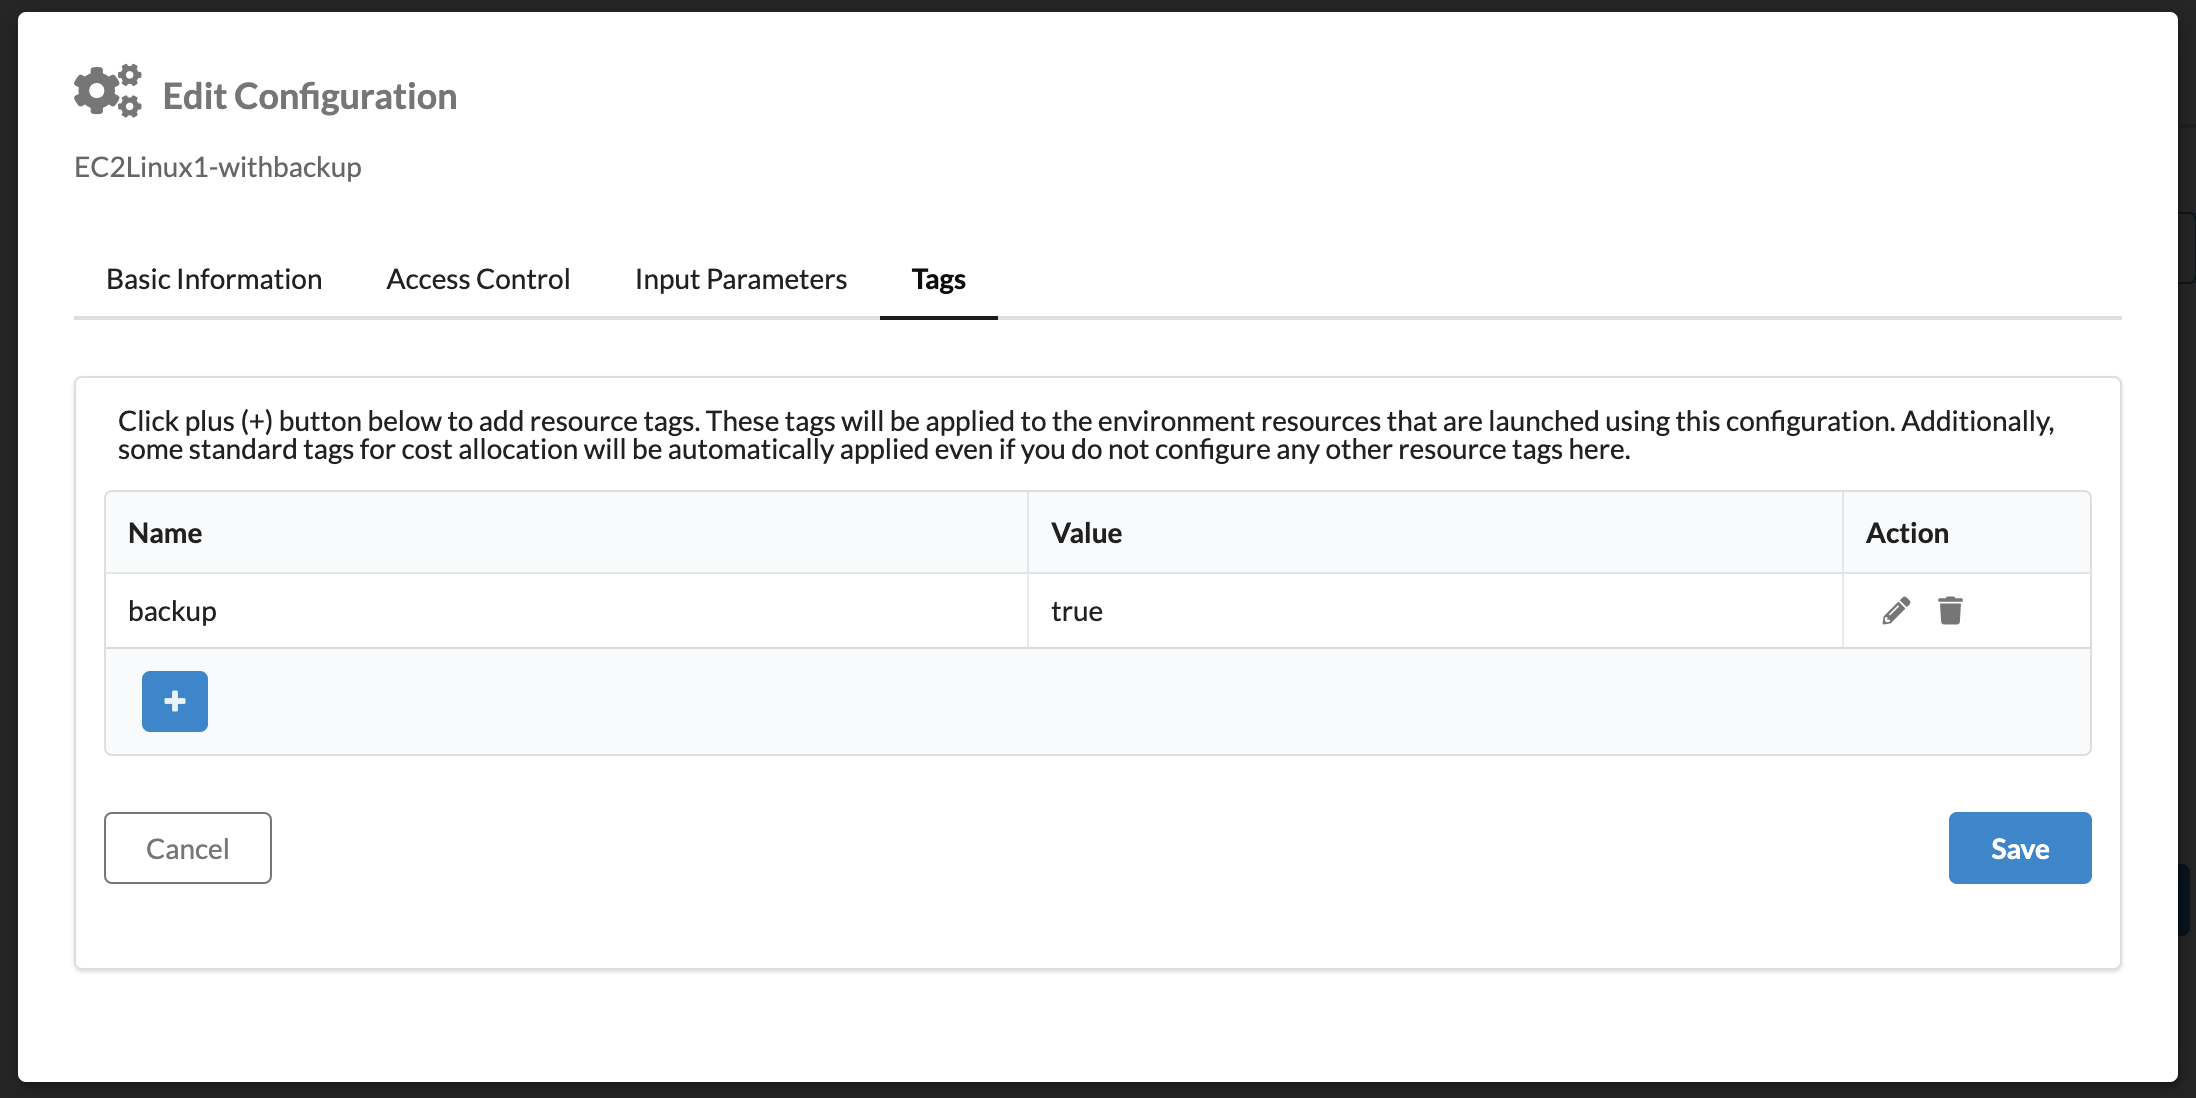 Edit Configuration
EC2Linux1-withbackup
Basic Information Access Control Input Parameters Tags
Click plus (+) button below to add resource tags. These tags will be applied to the environment resources that are launched using this configuration. Additionally,
some standard tags for cost allocation will be automatically applied even if you do not configure any other resource tags here.
Name Value Action
backup true
+
Cancel Save